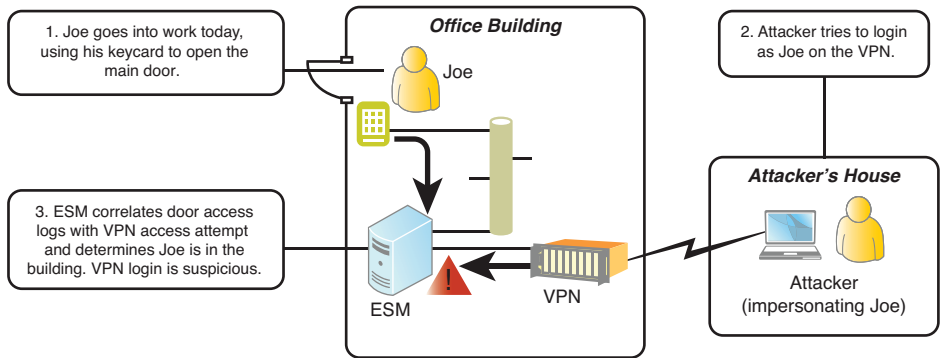 1. Joe goes into work today,
using his keycard to open the
main door.
Office Building
Joe
2. Attacker tries to login
as Joe on the VPN.
3. ESM correlates door access
logs with VPN access attempt
and determines Joe is in the
building. VPN login is suspicious.
!
ESM
VPN
Attacker's House
Attacker
(impersonating Joe)